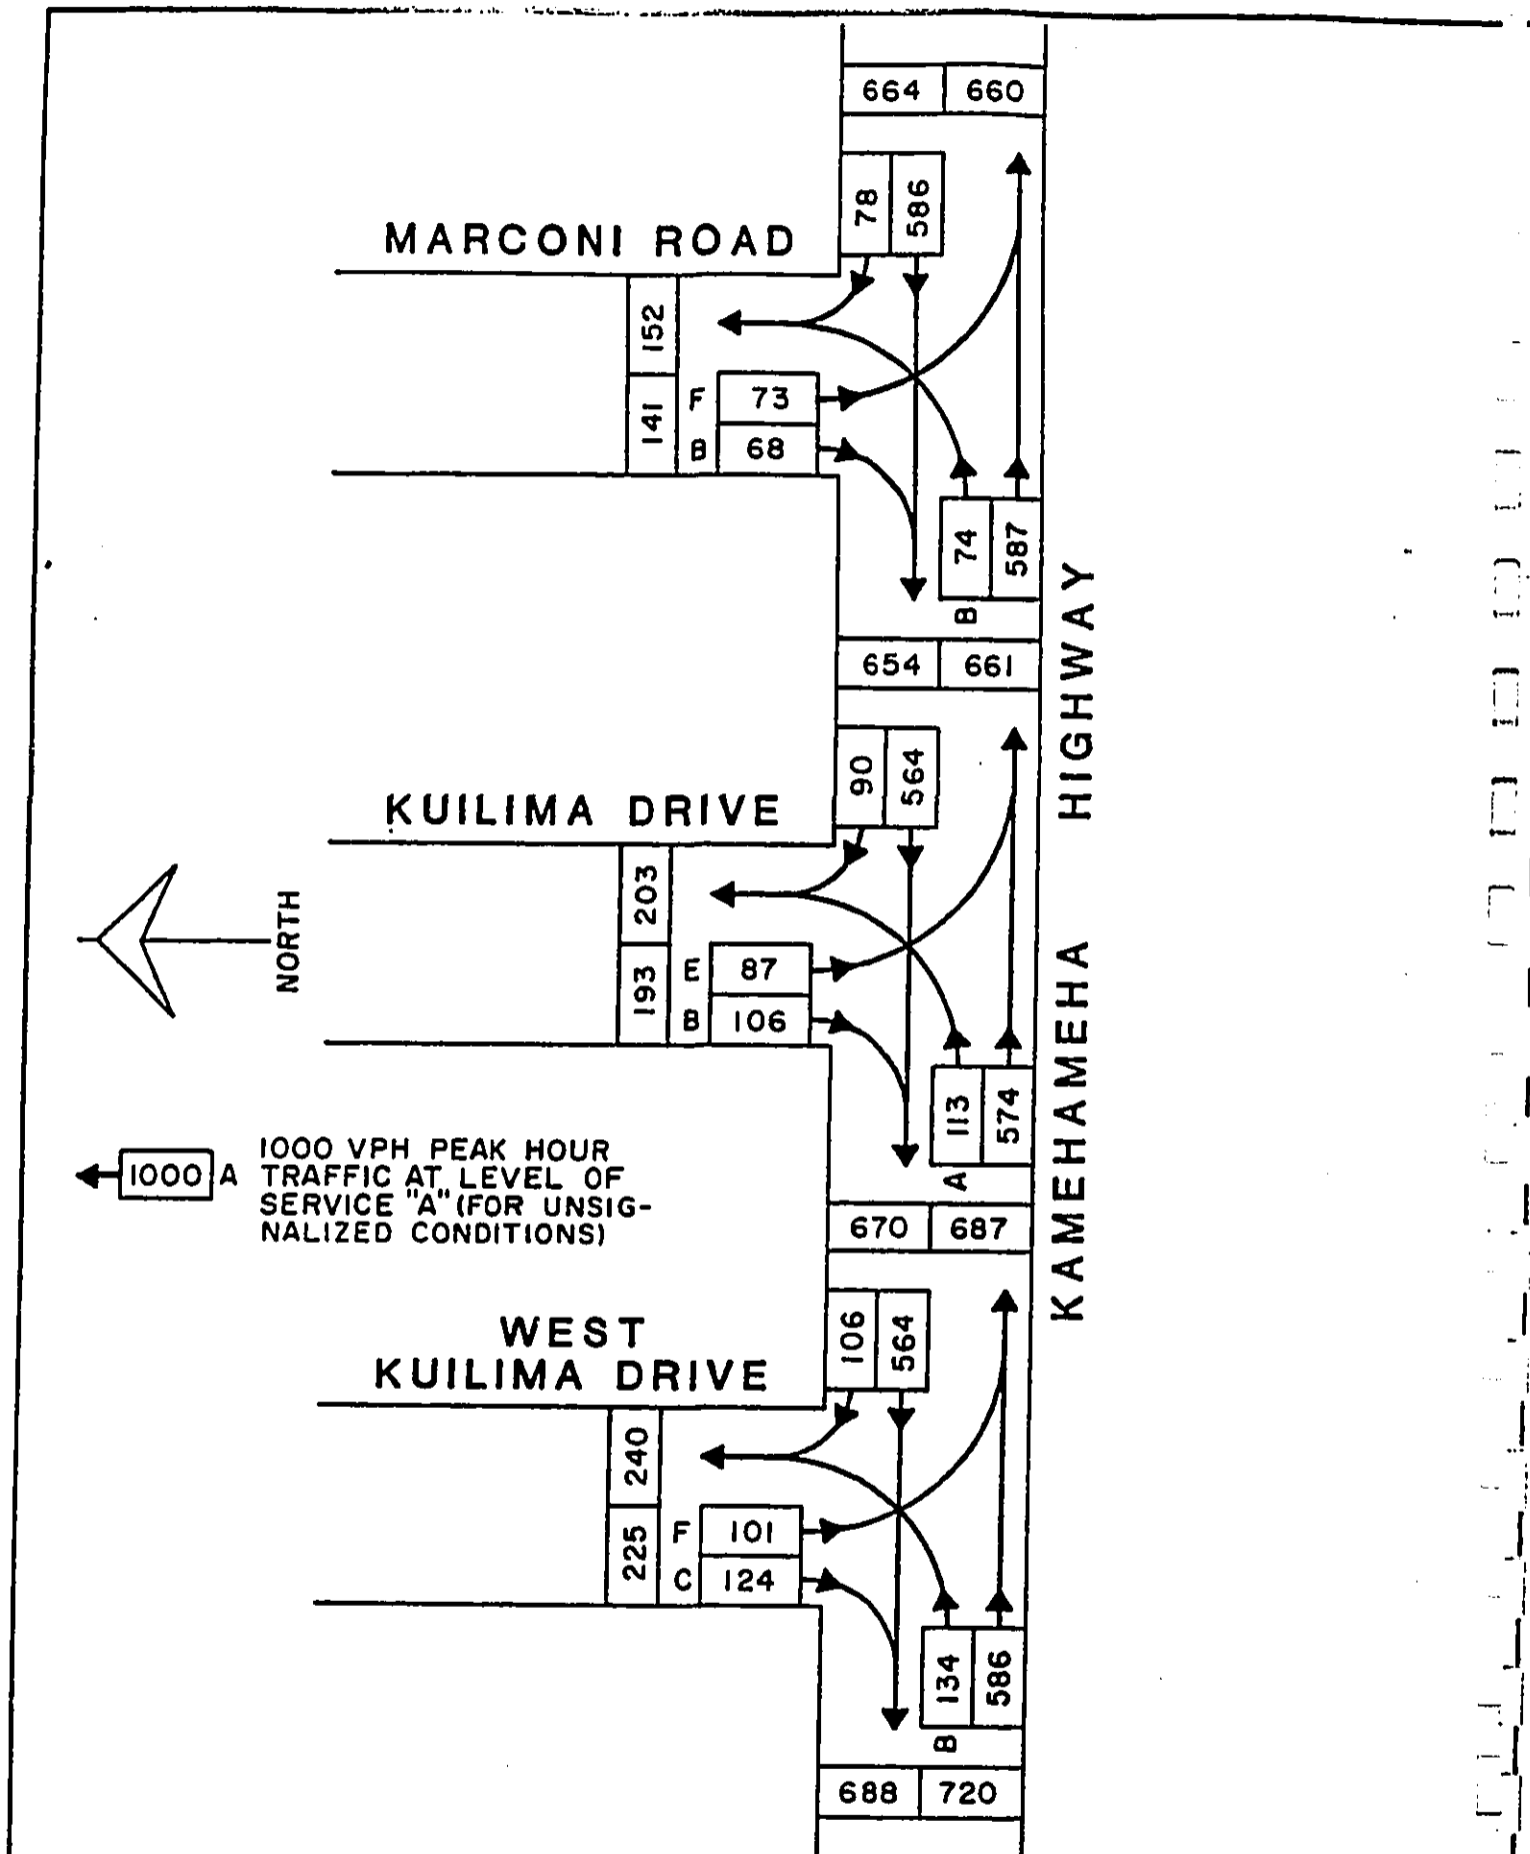 664 660
78
586
MARCONI ROAD
152
141
F 73
B 68
74
587
B
654 661
90
564
KUILIMA DRIVE
203
193
E 87
B 106
113
574
A
670 687
NORTH
1000 A
1000 VPH PEAK HOUR
TRAFFIC AT LEVEL OF
SERVICE "A" (FOR UNSIG-
NALIZED CONDITIONS)
KAMEHAMEHA HIGHWAY
106
564
WEST
KUILIMA DRIVE
240
225
F 101
C 124
134
586
B
688 720